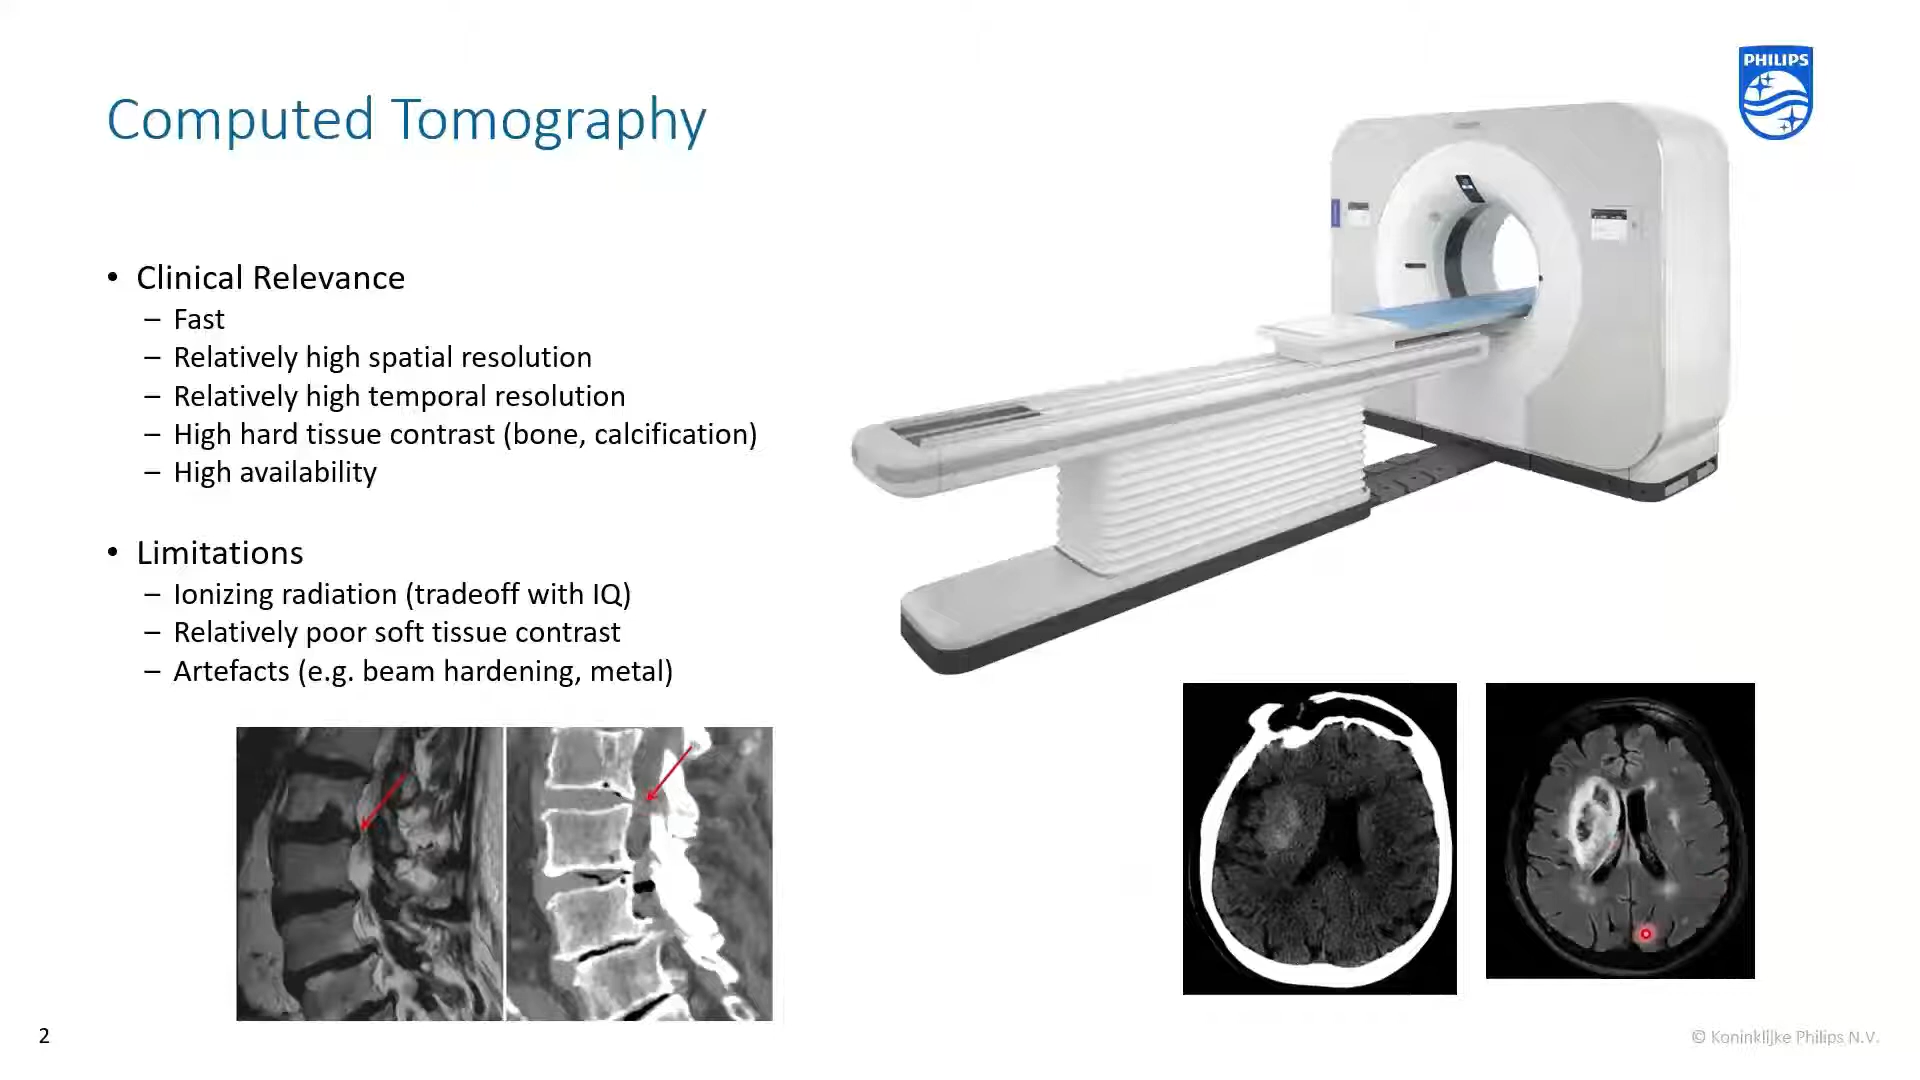 PHILIPS
Computed Tomography
• Clinical Relevance
– Fast
– Relatively high spatial resolution
– Relatively high temporal resolution
– High hard tissue contrast (bone, calcification)
– High availability
• Limitations
– Ionizing radiation (tradeoff with IQ)
– Relatively poor soft tissue contrast
– Artefacts (e.g. beam hardening, metal)
2
© Koninklijke Philips N.V.